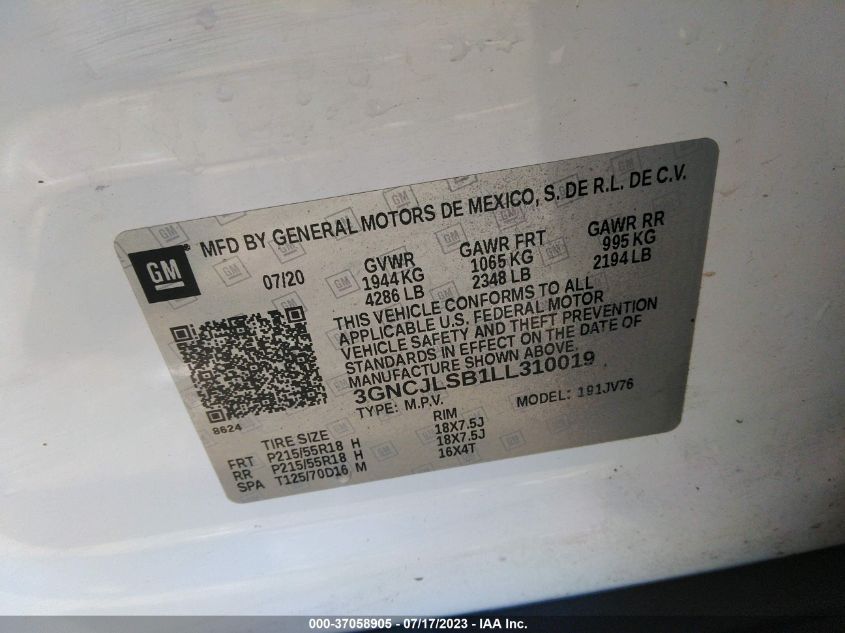 GM ® MFD BY GENERAL MOTORS DE MEXICO, S. DE R.L. DE C.V.
07/20 GVWR GAWR FRT GAWR RR
1944 KG 1065 KG 995 KG
4286 LB 2348 LB 2194 LB
THIS VEHICLE CONFORMS TO ALL
APPLICABLE U.S. FEDERAL MOTOR
VEHICLE SAFETY AND THEFT PREVENTION
STANDARDS IN EFFECT ON THE DATE OF
MANUFACTURE SHOWN ABOVE.
3GNCJLSB1LL310019
TYPE: M.P.V. MODEL: 191JV76
8624
TIRE SIZE RIM
FRT P215/55R18 H 18X7.5J
RR P215/55R18 H 18X7.5J
SPA T125/70D16 M 16X4T
000-37058905 - 07/17/2023 - IAA Inc.